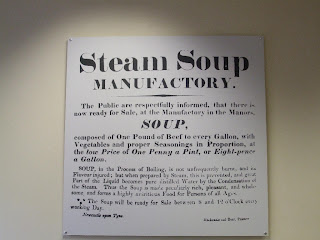 Steam Soup
MANUFACTORY.
The Public are respectfully informed, that there is
now ready for Sale, at the Manufactory in the Manors,
SOUP,
composed of One Pound of Beef to every Gallon, with
Vegetables and proper Seasonings in Proportion, at
the low Price of One Penny a Pint, or Eight-pence
a Gallon.
SOUP, in the Process of Boiling, is not unfrequently burnt, and its
Flavour injured; but when prepared by Steam, this is prevented, and great
Part of the Liquid becomes pure distilled Water by the Condensation of
the Steam. Thus the Soup is made peculiarly rich, pleasant, and whole-
some, and forms a highly nutritious Food for Persons of all Ages.
The Soup will be ready for Sale between 8 and 12 o'Clock every
working Day.
Newcastle upon Tyne